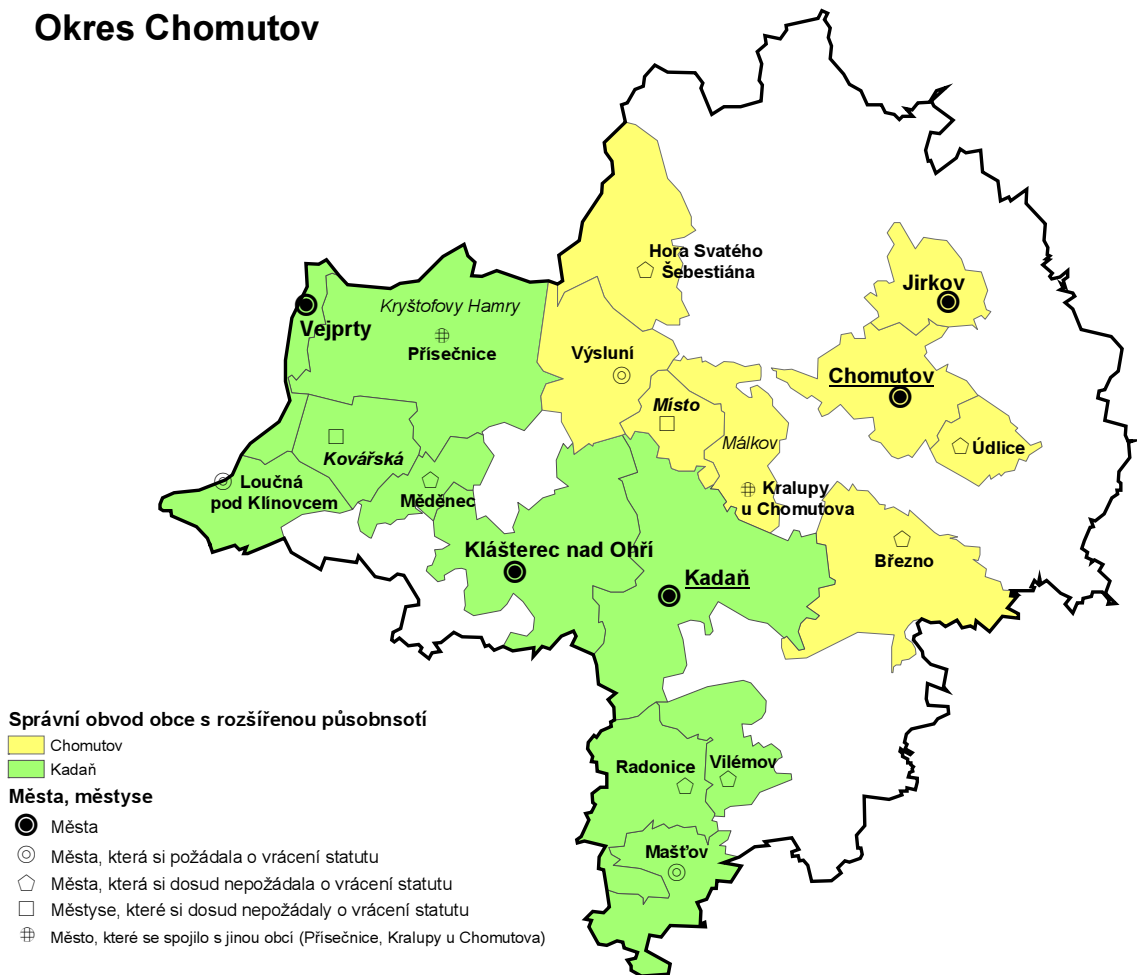 Okres Chomutov
Hora Svatého
Šebestiána
Jirkov
Kryštofovy Hamry
Vejprty
Přísečnice
Výsluní
Chomutov
Místo
Málkov
Údlice
Kovářská
Loučná
pod Klínovcem
Měděnec
Kralupy
u Chomutova
Klášterec nad Ohří
Kadaň
Březno
Radonice
Vilémov
Mašťov
Správní obvod obce s rozšířenou působnsotí
Chomutov
Kadaň
Města, městyse
Města
Města, která si požádala o vrácení statutu
Města, která si dosud nepožádala o vrácení statutu
Městyse, které si dosud nepožádaly o vrácení statutu
Město, které se spojilo s jinou obcí (Přísečnice, Kralupy u Chomutova)